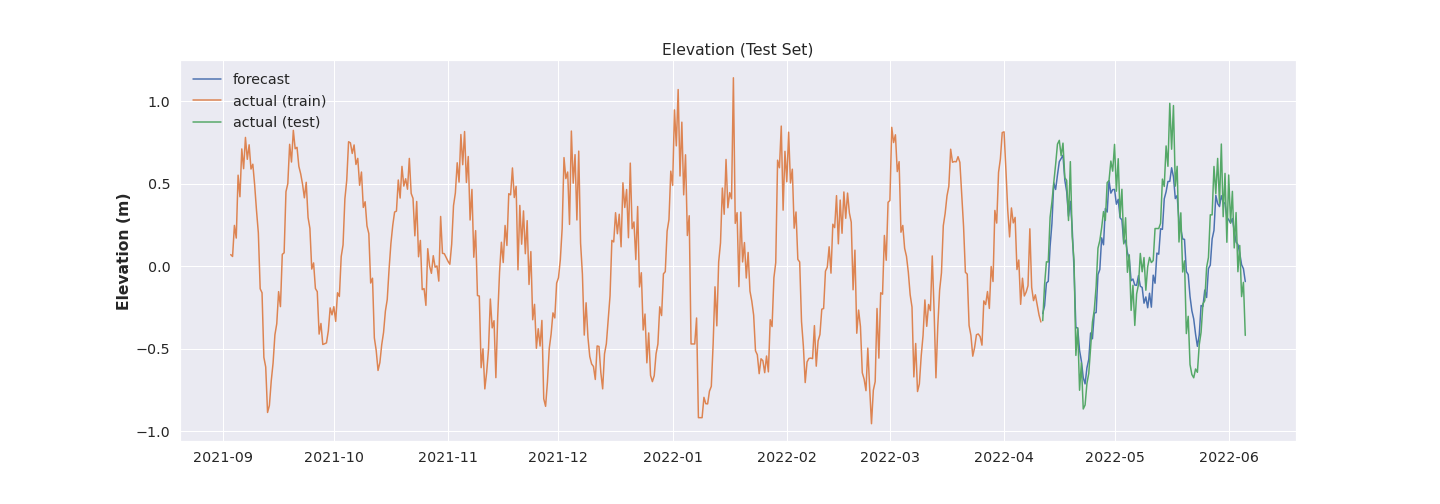 Elevation (Test Set)
forecast
actual (train)
actual (test)
Elevation (m)
1.0
0.5
0.0
−0.5
−1.0
2021-09 2021-10 2021-11 2021-12 2022-01 2022-02 2022-03 2022-04 2022-05 2022-06